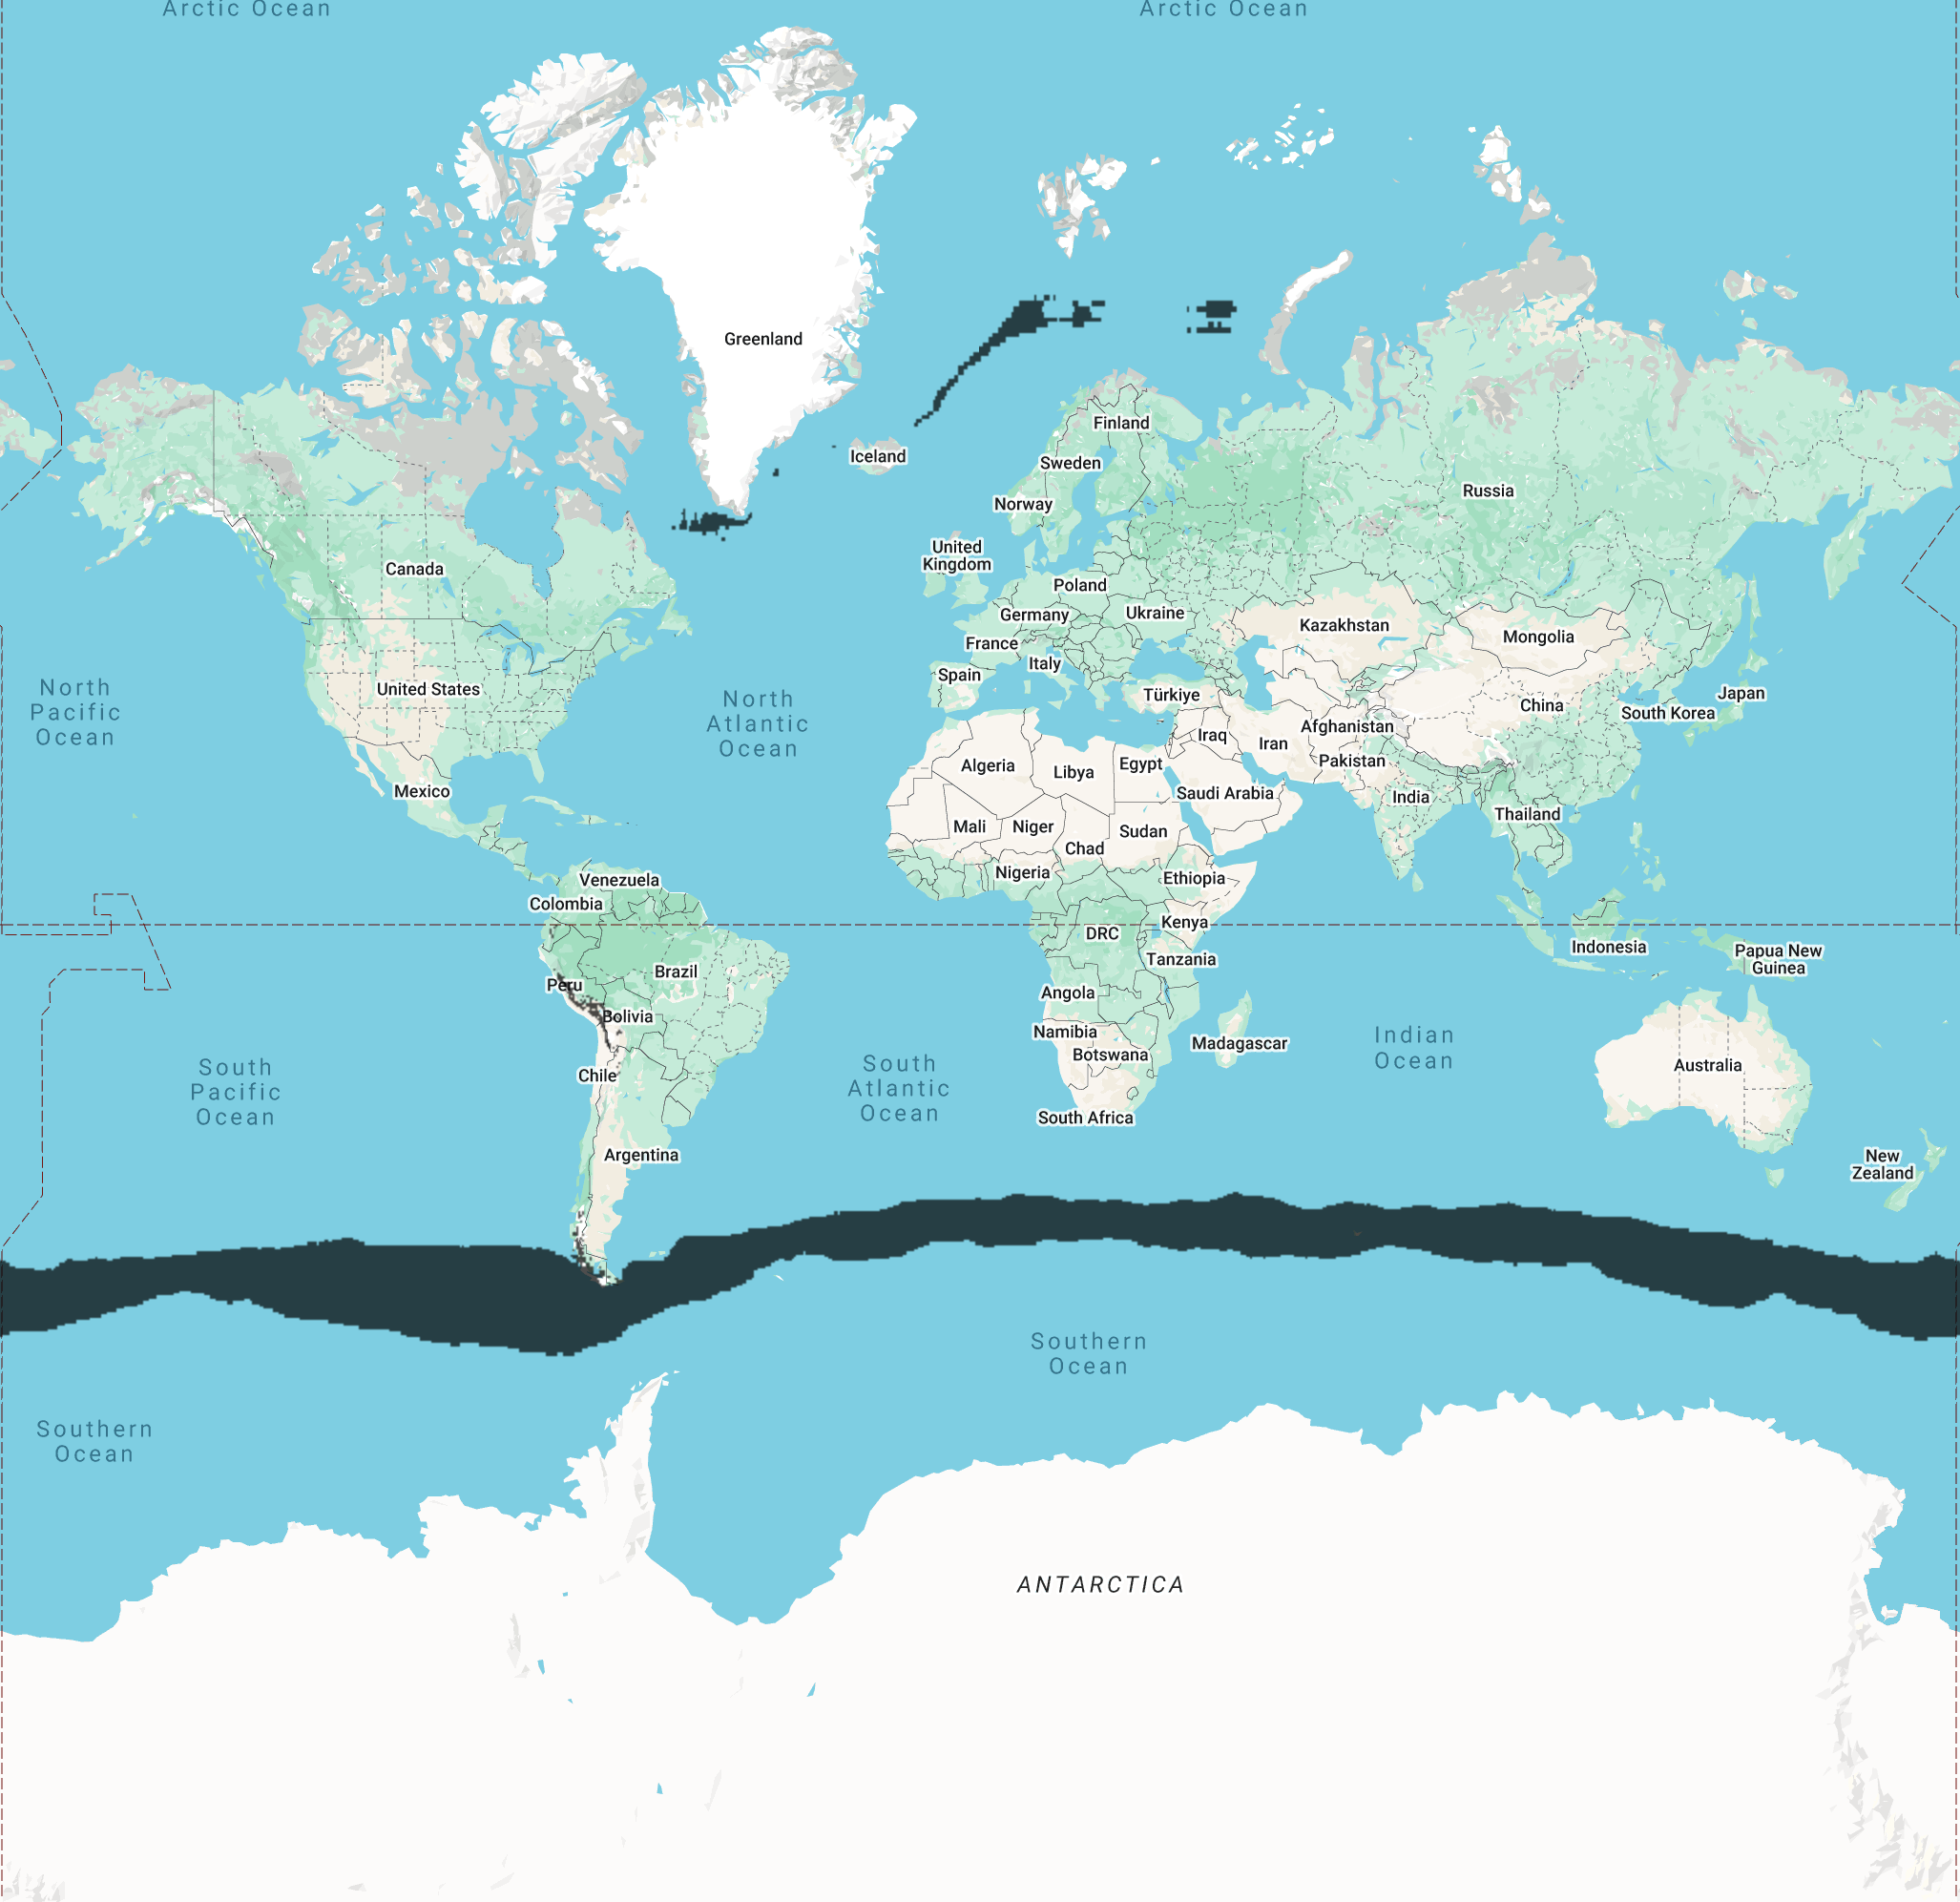 Arctic Ocean
Arctic Ocean
Greenland
Finland
Iceland
Sweden
Russia
Norway
United
Kingdom
Canada
Poland
Germany
Ukraine
Kazakhstan
Mongolia
France
Italy
Spain
United States
Türkiye
North
Pacific
Ocean
North
Atlantic
Ocean
Japan
China
South Korea
Afghanistan
Iraq
Iran
Algeria
Libya
Egypt
Pakistan
Mexico
Saudi Arabia
India
Thailand
Mali
Niger
Sudan
Chad
Nigeria
Ethiopia
Venezuela
Colombia
Kenya
DRC
Indonesia
Papua New
Guinea
Tanzania
Brazil
Peru
Angola
Bolivia
Namibia
Madagascar
Botswana
Indian
Ocean
South
Pacific
Ocean
South
Atlantic
Ocean
Chile
Australia
South Africa
Argentina
New
Zealand
Southern
Ocean
Southern
Ocean
ANTARCTICA